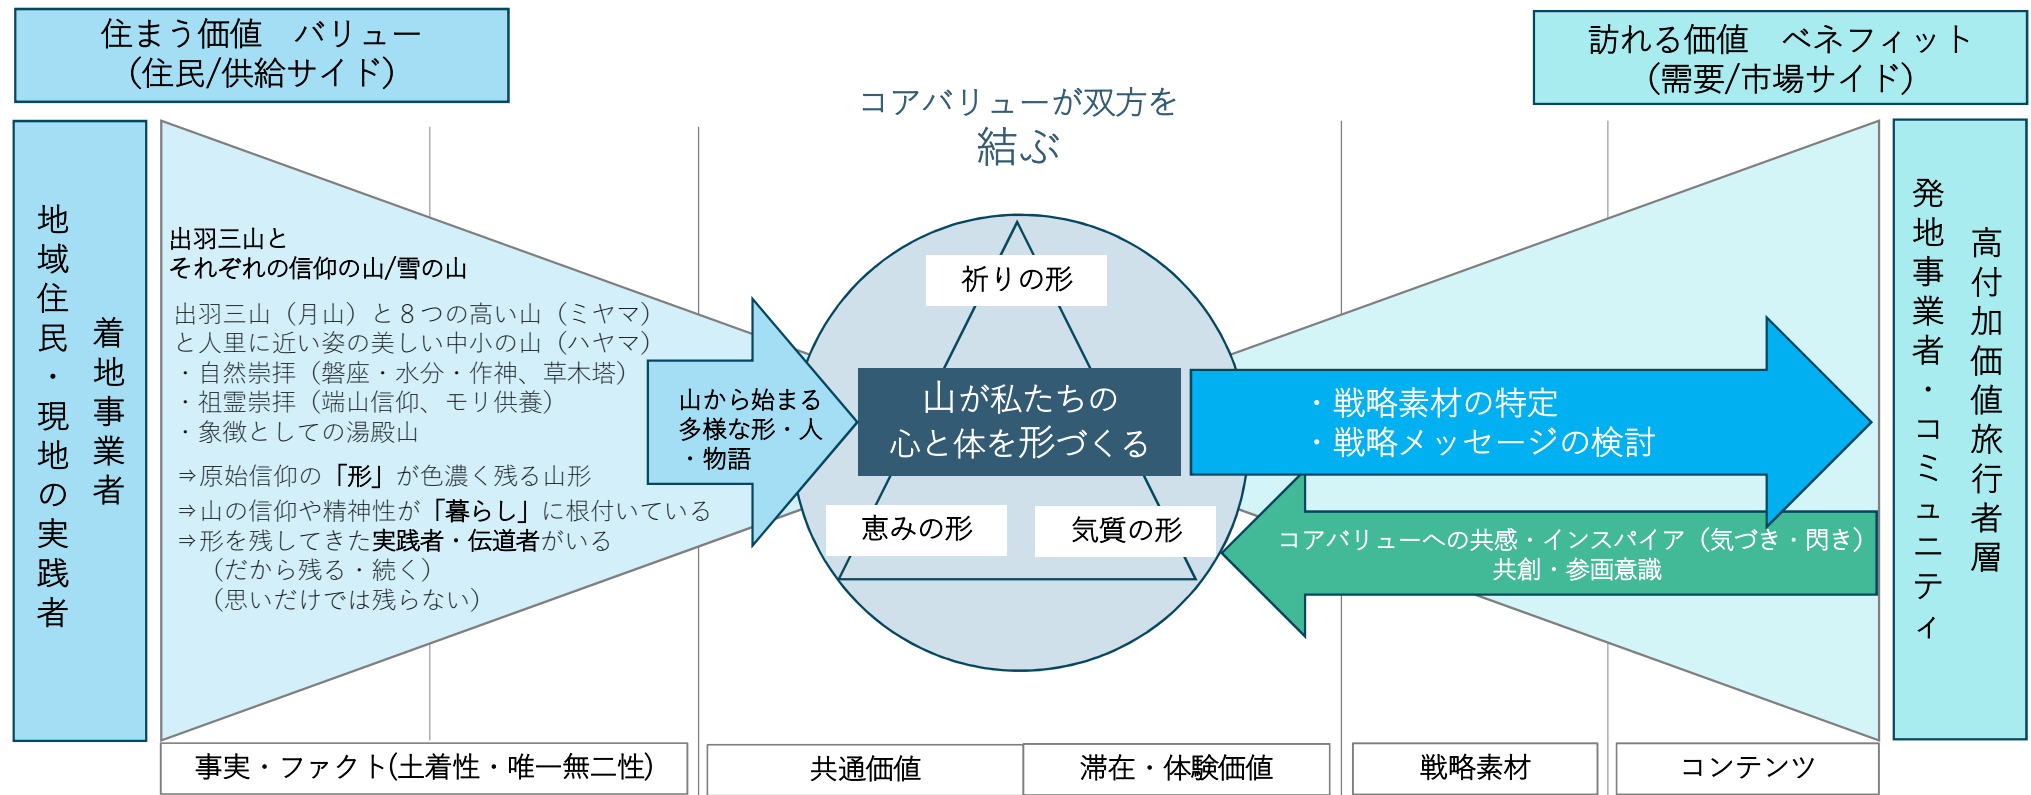 住まう価値　バリュー
(住民/供給サイド)
訪れる価値　ベネフィット
(需要/市場サイド)
コアバリューが双方を
結ぶ
地域住民・現地の実践者
着地事業者
出羽三山と
それぞれの信仰の山/雪の山
出羽三山（月山）と８つの高い山（ミヤマ）
と人里に近い姿の美しい中小の山（ハヤマ）
・自然崇拝（磐座・水分・作神、草木塔）
・祖霊崇拝（端山信仰、モリ供養）
・象徴としての湯殿山
⇒原始信仰の「形」が色濃く残る山形
⇒山の信仰や精神性が「暮らし」に根付いている
⇒形を残してきた実践者・伝道者がいる
（だから残る・続く）
（思いだけでは残らない）
山から始まる
多様な形・人
・物語
祈りの形
山が私たちの
心と体を形づくる
恵みの形
気質の形
・戦略素材の特定
・戦略メッセージの検討
コアバリューへの共感・インスパイア（気づき・閃き）
共創・参画意識
発地事業者・コミュニティ
高付加価値旅行者層
事実・ファクト(土着性・唯一無二性)
共通価値
滞在・体験価値
戦略素材
コンテンツ